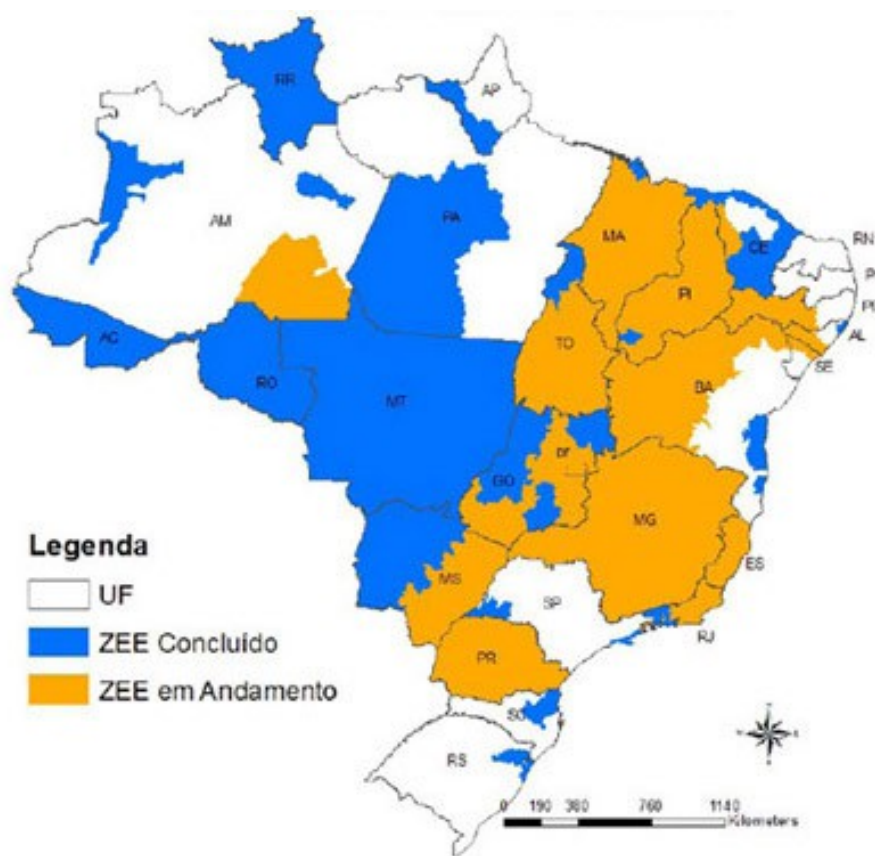 RR
AP
AM
PA
MA
CE
RN
PI
AC
TO
AL
RO
SE
MT
BA
DF
GO
MG
Legenda
UF
ZEE Concluído
ZEE em Andamento
MS
ES
SP
RJ
PR
SC
RS
0 190 380 760 1140
Kilometers